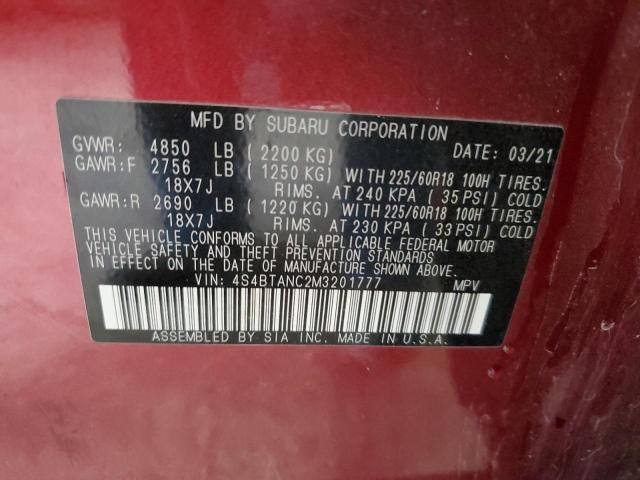 MFD BY SUBARU CORPORATION
GVWR: 4850 LB (2200 KG) DATE: 03/21
GAWR:F 2756 LB (1250 KG) WITH 225/60R18 100H TIRES.
18X7J RIMS. AT 240 KPA (35 PSI) COLD
GAWR:R 2690 LB (1220 KG) WITH 225/60R18 100H TIRES.
18X7J RIMS. AT 230 KPA (33 PSI) COLD
THIS VEHICLE CONFORMS TO ALL APPLICABLE FEDERAL MOTOR
VEHICLE SAFETY AND THEFT PREVENTION STANDARDS
IN EFFECT ON THE DATE OF MANUFACTURE SHOWN ABOVE.
VIN: 4S4BTANC2M3201777 MPV
ASSEMBLED BY SIA INC. MADE IN U.S.A.